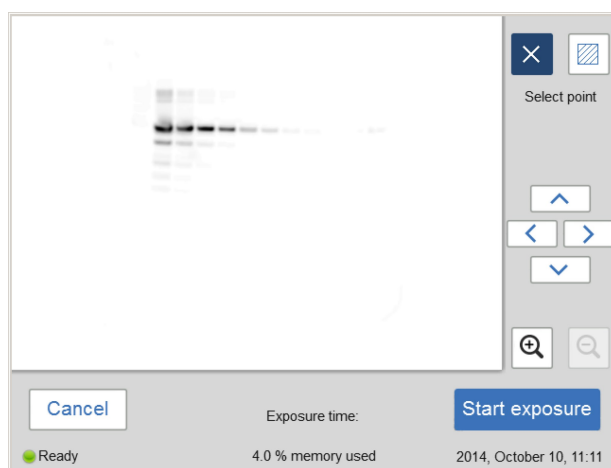 Select point
Cancel
Exposure time:
Start exposure
Ready
4.0 % memory used
2014, October 10, 11:11